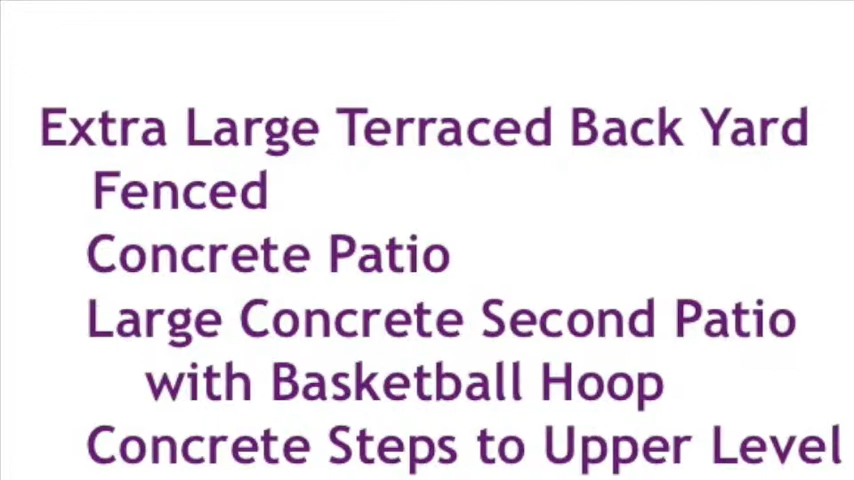 Extra Large Terraced Back Yard
Fenced
Concrete Patio
Large Concrete Second Patio
with Basketball Hoop
Concrete Steps to Upper Level